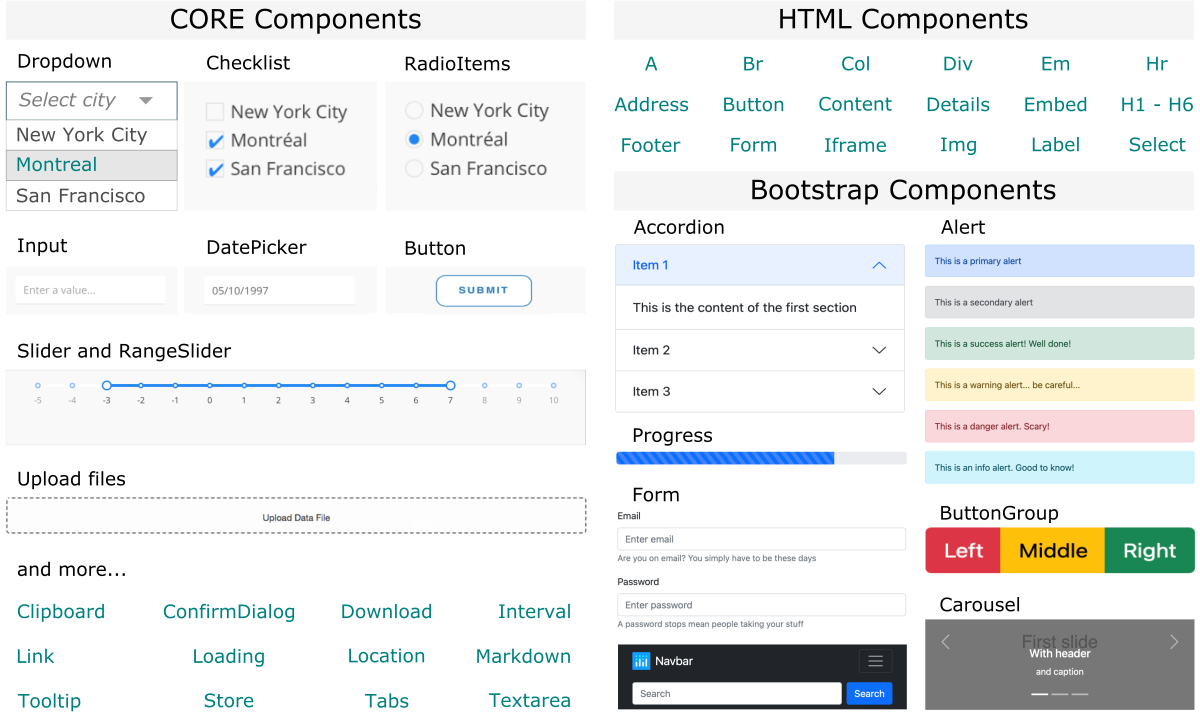 CORE Components
Dropdown
Select city
New York City
Montreal
San Francisco
Checklist
New York City
Montréal
San Francisco
RadioItems
New York City
Montréal
San Francisco
Input
Enter a value...
DatePicker
05/10/1997
Button
SUBMIT
Slider and RangeSlider
-5 -4 -3 -2 -1 0 1 2 3 4 5 6 7 8 9 10
Upload files
Upload Data File
and more...
Clipboard ConfirmDialog Download Interval
Link Loading Location Markdown
Tooltip Store Tabs Textarea
HTML Components
A Br Col Div Em Hr
Address Button Content Details Embed H1 - H6
Footer Form Iframe Img Label Select
Bootstrap Components
Accordion
Item 1
This is the content of the first section
Item 2
Item 3
Progress
Form
Email
Enter email
Are you on email? You simply have to be these days
Password
Enter password
A password stops mean people taking your stuff
Navbar
Search Search
Alert
This is a primary alert
This is a secondary alert
This is a success alert! Well done!
This is a warning alert... be careful...
This is a danger alert. Scary!
This is an info alert. Good to know!
ButtonGroup
Left Middle Right
Carousel
First slide
With header
and caption